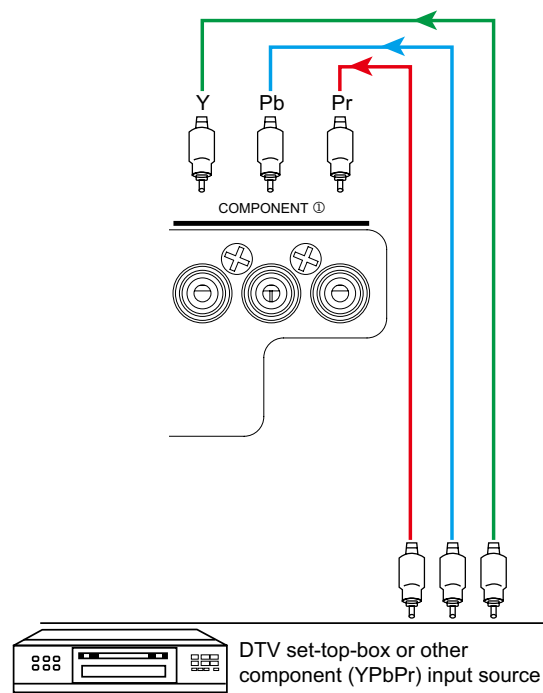 Y Pb Pr
COMPONENT ①
DTV set-top-box or other
component (YPbPr) input source